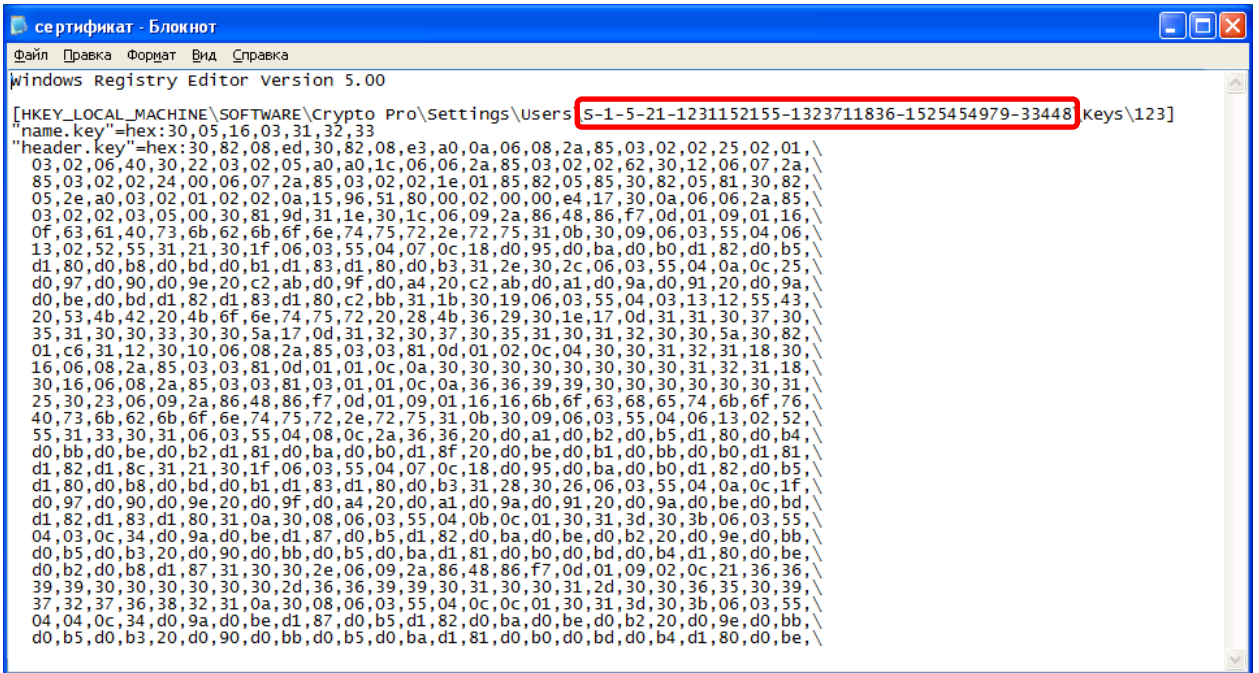 сертификат - Блокнот
Файл Правка Формат Вид Справка
Windows Registry Editor Version 5.00
[HKEY_LOCAL_MACHINE\SOFTWARE\Crypto Pro\Settings\Users\S-1-5-21-1231152155-1323711836-1525454979-33448\Keys\123]
"name.key"=hex:30,05,16,03,31,32,33
"header.key"=hex:30,82,08,ed,30,82,08,e3,a0,0a,06,08,2a,85,03,02,02,25,02,01,\
03,02,06,40,30,22,03,02,05,a0,a0,1c,06,06,2a,85,03,02,02,62,30,12,06,07,2a,\
85,03,02,02,24,00,06,07,2a,85,03,02,02,1e,01,85,82,05,85,30,82,05,81,30,82,\
05,2e,a0,03,02,01,02,02,0a,15,96,51,80,00,02,00,00,e4,17,30,0a,06,06,2a,85,\
03,02,02,03,05,00,30,81,9d,31,1e,30,1c,06,09,2a,86,48,86,f7,0d,01,09,01,16,\
0f,63,61,40,73,6b,62,6b,6f,6e,74,75,72,2e,72,75,31,0b,30,09,06,03,55,04,06,\
13,02,52,55,31,21,30,1f,06,03,55,04,07,0c,18,d0,95,d0,ba,d0,b0,d1,82,d0,b5,\
d1,80,d0,b8,d0,bd,d0,b1,d1,83,d1,80,d0,b3,31,2e,30,2c,06,03,55,04,0a,0c,25,\
d0,97,d0,90,d0,9e,20,c2,ab,d0,9f,d0,a4,20,c2,ab,d0,a1,d0,9a,d0,91,20,d0,9a,\
d0,be,d0,bd,d1,82,d1,83,d1,80,c2,bb,31,1b,30,19,06,03,55,04,03,13,12,55,43,\
20,53,4b,42,20,4b,6f,6e,74,75,72,20,28,4b,36,29,30,1e,17,0d,31,31,30,37,30,\
35,31,30,30,33,30,30,5a,17,0d,31,32,30,37,30,35,31,30,31,32,30,30,5a,30,82,\
01,c6,31,12,30,10,06,08,2a,85,03,03,81,0d,01,02,0c,04,30,30,31,32,31,18,30,\
16,06,08,2a,85,03,03,81,0d,01,01,0c,0a,30,30,30,30,30,30,30,30,31,32,31,18,\
30,16,06,08,2a,85,03,03,81,03,01,01,0c,0a,36,36,39,39,30,30,30,30,30,31,\
25,30,23,06,09,2a,86,48,86,f7,0d,01,09,01,16,16,6b,6f,63,68,65,74,6b,6f,76,\
40,73,6b,62,6b,6f,6e,74,75,72,2e,72,75,31,0b,30,09,06,03,55,04,06,13,02,52,\
55,31,33,30,31,06,03,55,04,08,0c,2a,36,36,20,d0,a1,d0,b2,d0,b5,d1,80,d0,b4,\
d0,bb,d0,be,d0,b2,d1,81,d0,ba,d0,b0,d1,8f,20,d0,be,d0,b1,d0,bb,d0,b0,d1,81,\
d1,82,d1,8c,31,21,30,1f,06,03,55,04,07,0c,18,d0,95,d0,ba,d0,b0,d1,82,d0,b5,\
d1,80,d0,b8,d0,bd,d0,b1,d1,83,d1,80,d0,b3,31,28,30,26,06,03,55,04,0a,0c,1f,\
d0,97,d0,90,d0,9e,20,d0,9f,d0,a4,20,d0,a1,d0,9a,d0,91,20,d0,9a,d0,be,d0,bd,\
d1,82,d1,83,d1,80,31,0a,30,08,06,03,55,04,0b,0c,01,30,31,3d,30,3b,06,03,55,\
04,03,0c,34,d0,9a,d0,be,d1,87,d0,b5,d1,82,d0,ba,d0,be,d0,b2,20,d0,9e,d0,bb,\
d0,b5,d0,b3,20,d0,90,d0,bb,d0,b5,d0,ba,d1,81,d0,b0,d0,bd,d0,b4,d1,80,d0,be,\
d0,b2,d0,b8,d1,87,31,30,30,2e,06,09,2a,86,48,86,f7,0d,01,09,02,0c,21,36,36,\
39,39,30,30,30,30,30,2d,36,36,39,39,30,31,30,30,31,2d,30,30,36,35,30,39,\
37,32,37,36,38,32,31,0a,30,08,06,03,55,04,0c,0c,01,30,31,3d,30,3b,06,03,55,\
04,04,0c,34,d0,9a,d0,be,d1,87,d0,b5,d1,82,d0,ba,d0,be,d0,b2,20,d0,9e,d0,bb,\
d0,b5,d0,b3,20,d0,90,d0,bb,d0,b5,d0,ba,d1,81,d0,b0,d0,bd,d0,b4,d1,80,d0,be,\